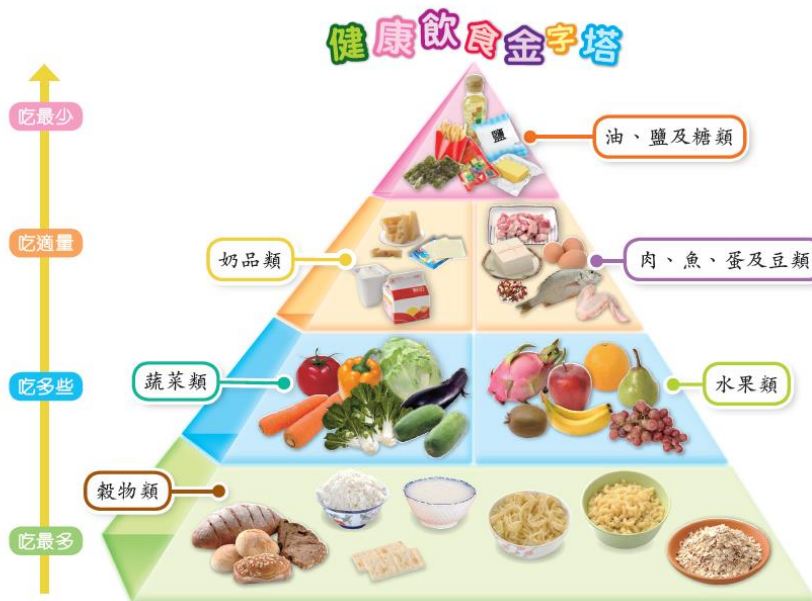 健康飲食金字塔
吃最少
鹽
油、鹽及糖類
吃適量
奶品類
肉、魚、蛋及豆類
吃多些
蔬菜類
水果類
穀物類
吃最多